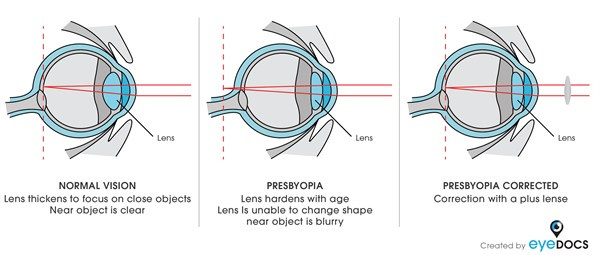 Lens
Lens
Lens
NORMAL VISION
Lens thickens to focus on close objects
Near object is clear
PRESBYOPIA
Lens hardens with age
Lens Is unable to change shape
near object is blurry
PRESBYOPIA CORRECTED
Correction with a plus lense
Created by eyeDOCS